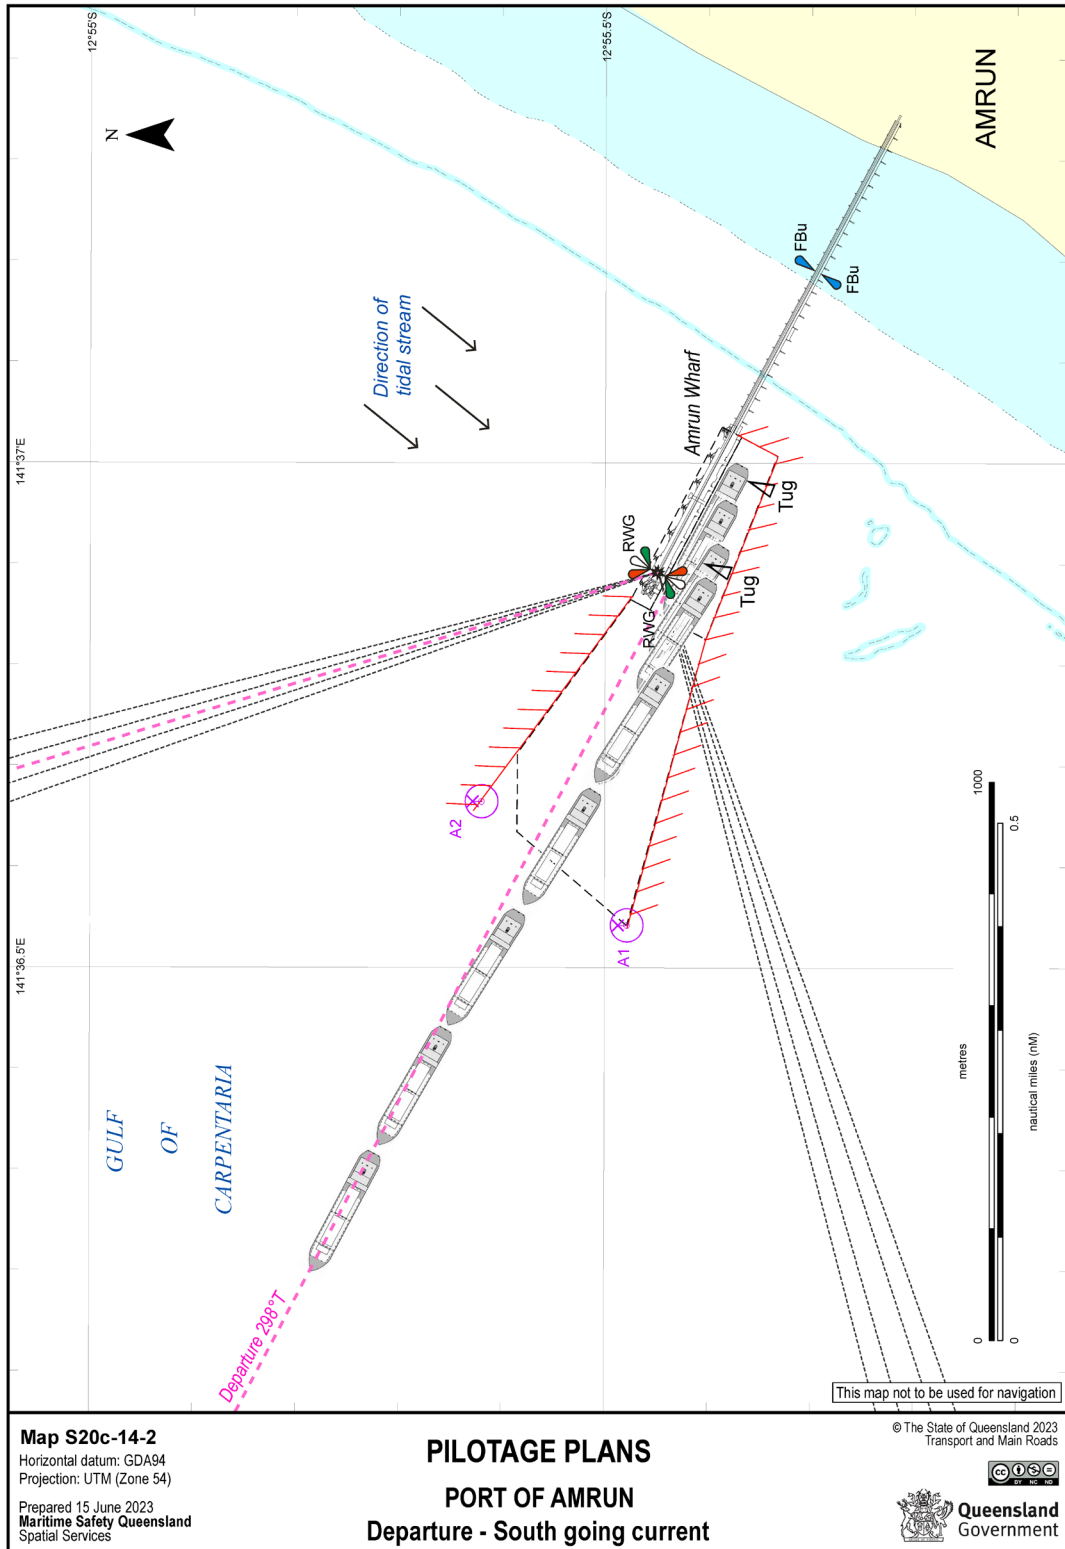 12°55'S
12°55.5'S
N
AMRUN
FBu
FBu
Direction of
tidal stream
141°37'E
Amrun Wharf
RWG
RWG
Tug
Tug
A2
A1
141°36.5'E
GULF
OF
CARPENTARIA
Departure 298°T
1000
0.5
metres
nautical miles (nM)
0
0
This map not to be used for navigation
Map S20c-14-2
Horizontal datum: GDA94
Projection: UTM (Zone 54)
Prepared 15 June 2023
Maritime Safety Queensland
Spatial Services
PILOTAGE PLANS
PORT OF AMRUN
Departure - South going current
© The State of Queensland 2023
Transport and Main Roads
cc
BY NC ND
Queensland
Government